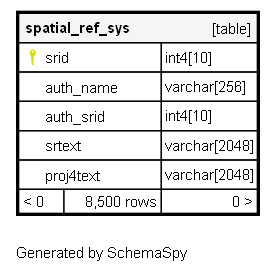 spatial_ref_sys [table]
srid int4[10]
auth_name varchar[256]
auth_srid int4[10]
srtext varchar[2048]
proj4text varchar[2048]
< 0 8,500 rows 0 >
Generated by SchemaSpy